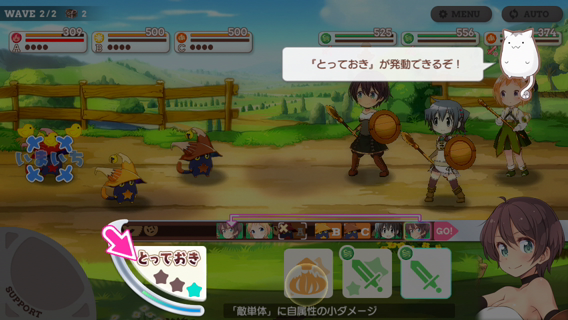 WAVE 2/2 2
MENU
AUTO
309
500
500
525
556
374
A
B
C
「とっておき」が発動できるぞ！
いまいち
B
C
GO!
とっておき
SUPPORT
「敵単体」に自属性の小ダメージ